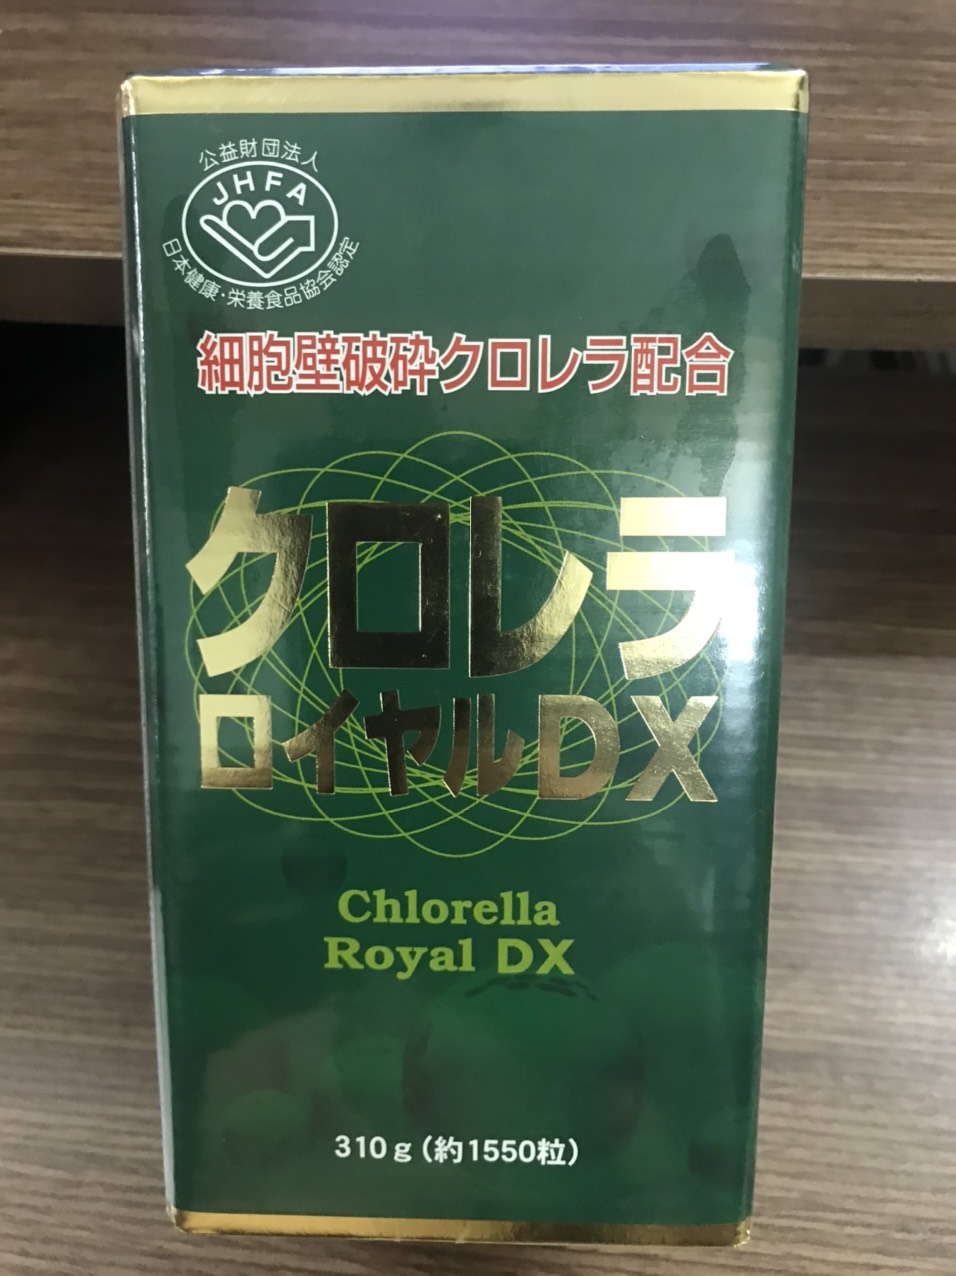 公益財団法人
JHFA
日本健康・栄養食品協会認定
細胞壁破砕クロレラ配合
クロレラ
ロイヤルDX
Chlorella
Royal DX
310g(約1550粒)